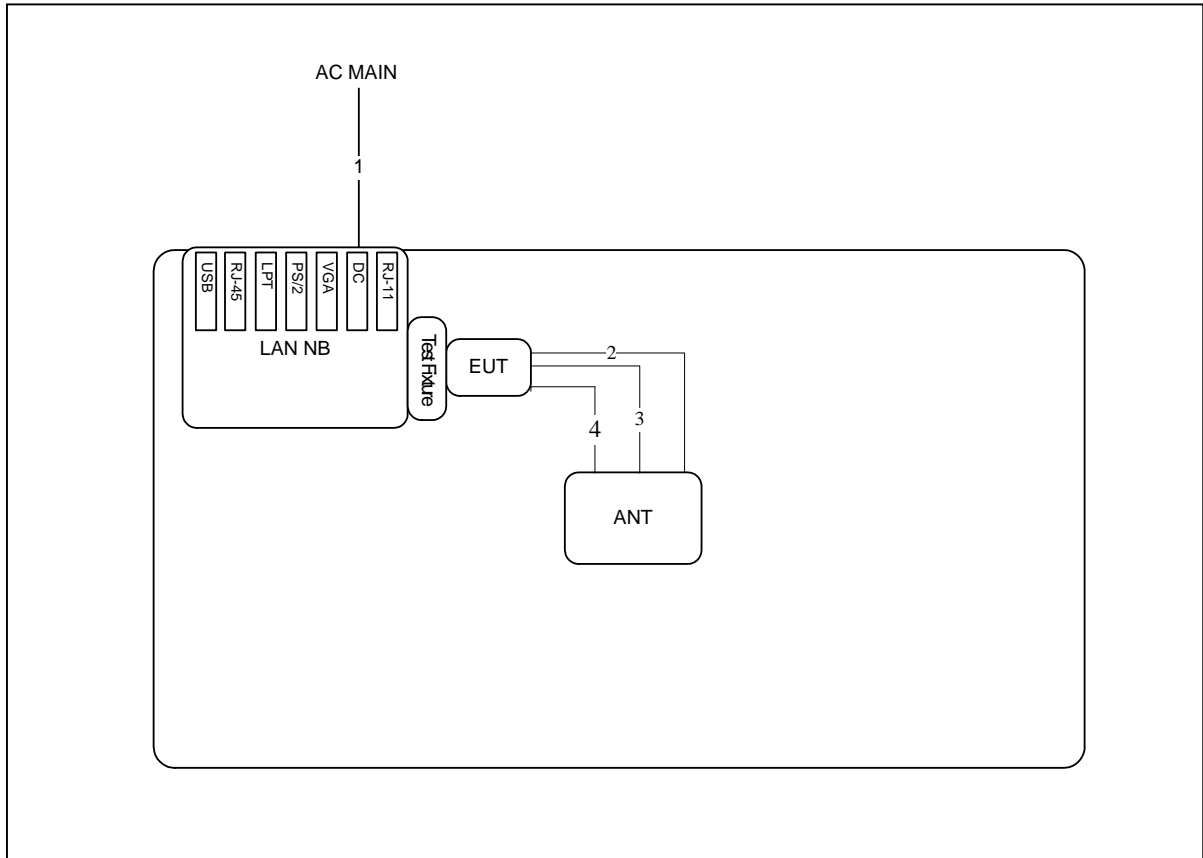 AC MAIN
1
USB
RJ-45
LPT
PS/2
VGA
DC
RJ-11
LAN NB
Test Fixture
EUT
2
3
4
ANT